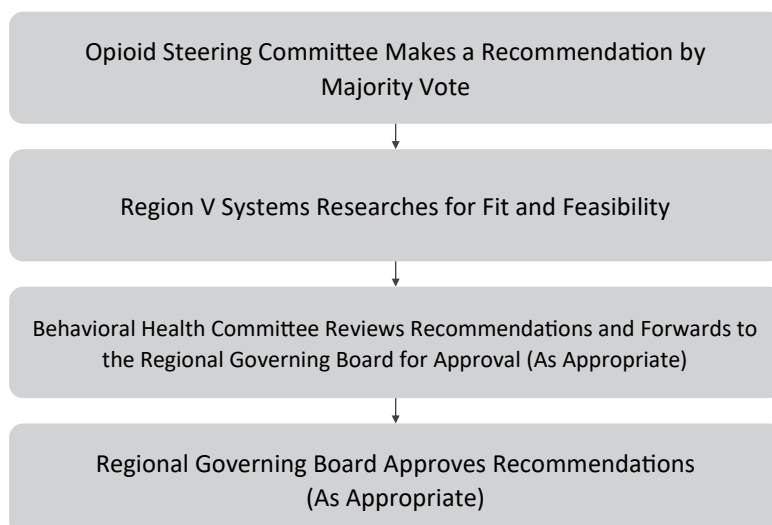 Opioid Steering Committee Makes a Recommendation by
Majority Vote
Region V Systems Researches for Fit and Feasibility
Behavioral Health Committee Reviews Recommendations and Forwards to
the Regional Governing Board for Approval (As Appropriate)
Regional Governing Board Approves Recommendations
(As Appropriate)